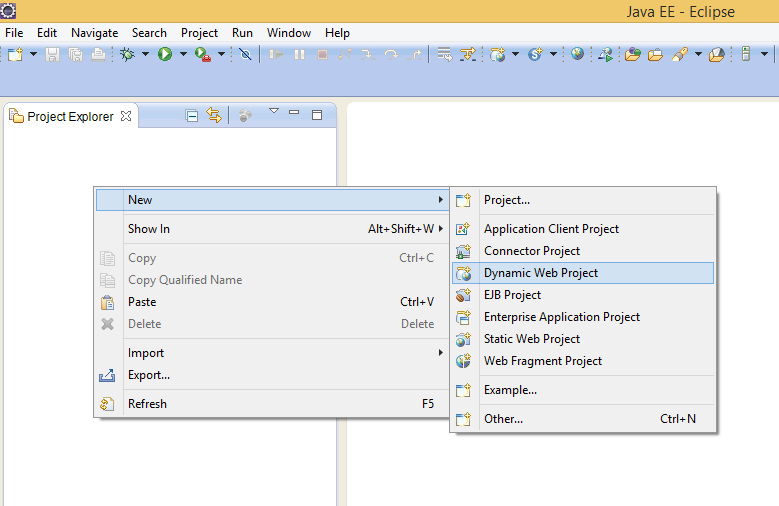 Java EE - Eclipse
File Edit Navigate Search Project Run Window Help
Project Explorer
New
Show In Alt+Shift+W
Copy Ctrl+C
Copy Qualified Name
Paste Ctrl+V
Delete Delete
Import
Export...
Refresh F5
Project...
Application Client Project
Connector Project
Dynamic Web Project
EJB Project
Enterprise Application Project
Static Web Project
Web Fragment Project
Example...
Other... Ctrl+N